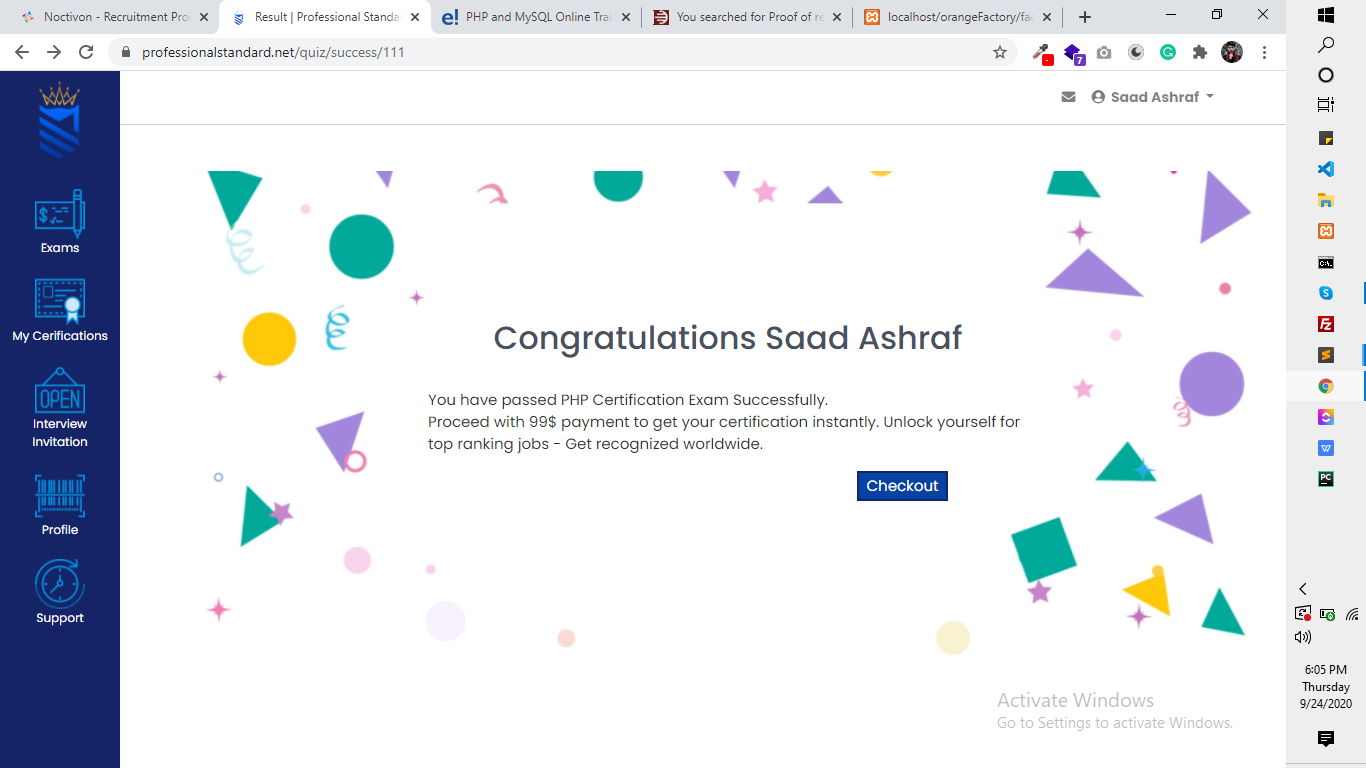 Noctivon - Recruitment Pro
Result | Professional Standa
PHP and MySQL Online Trai
You searched for Proof of re
localhost/orangeFactory/fac
professionalstandard.net/quiz/success/111
7
Saad Ashraf
Exams
My Cerifications
OPEN
Interview
Invitation
Profile
Support
Congratulations Saad Ashraf
You have passed PHP Certification Exam Successfully.
Proceed with 99$ payment to get your certification instantly. Unlock yourself for
top ranking jobs - Get recognized worldwide.
Checkout
Activate Windows
Go to Settings to activate Windows.
6:05 PM
Thursday
9/24/2020